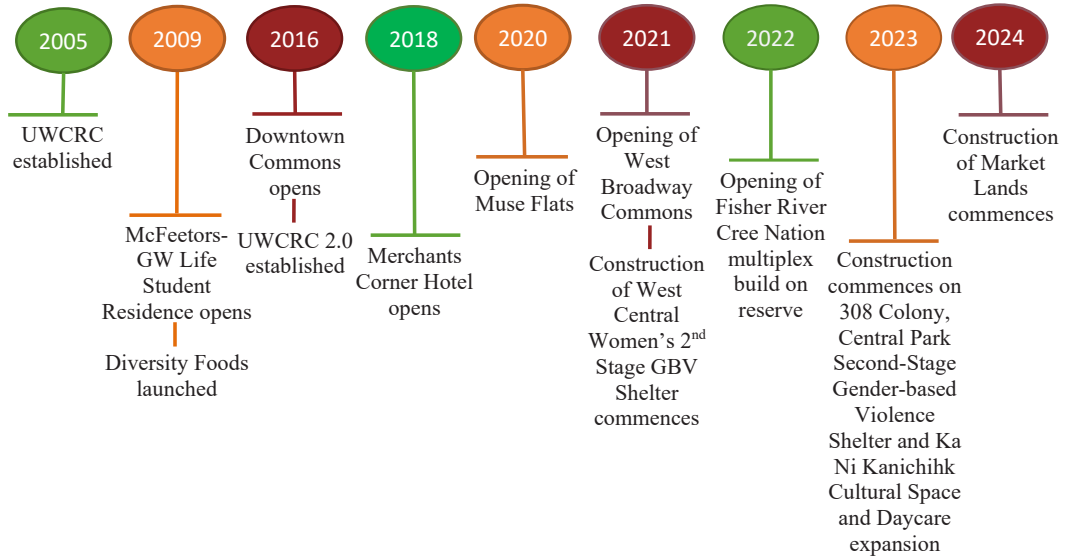 2005
UWCRC
established
2009
McFeetors-
GW Life
Student
Residence opens
Diversity Foods
launched
2016
Downtown
Commons
opens
UWCRC 2.0
established
2018
Merchants
Corner Hotel
opens
2020
Opening of
Muse Flats
2021
Opening of
West
Broadway
Commons
Construction
of West
Central
Women's 2nd
Stage GBV
Shelter
commences
2022
Opening of
Fisher River
Cree Nation
multiplex
build on
reserve
2023
Construction
commences on
308 Colony,
Central Park
Second-Stage
Gender-based
Violence
Shelter and Ka
Ni Kanichihk
Cultural Space
and Daycare
expansion
2024
Construction
of Market
Lands
commences